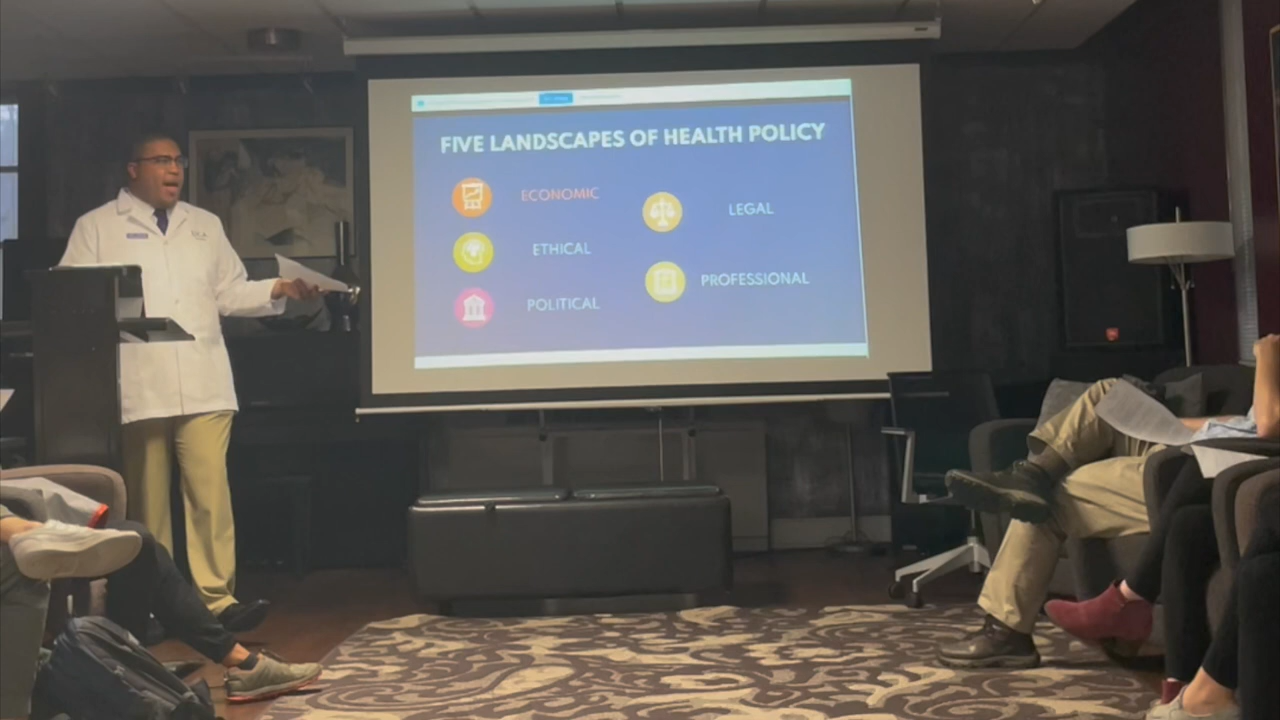 FIVE LANDSCAPES OF HEALTH POLICY
ECONOMIC
ETHICAL
POLITICAL
LEGAL
PROFESSIONAL